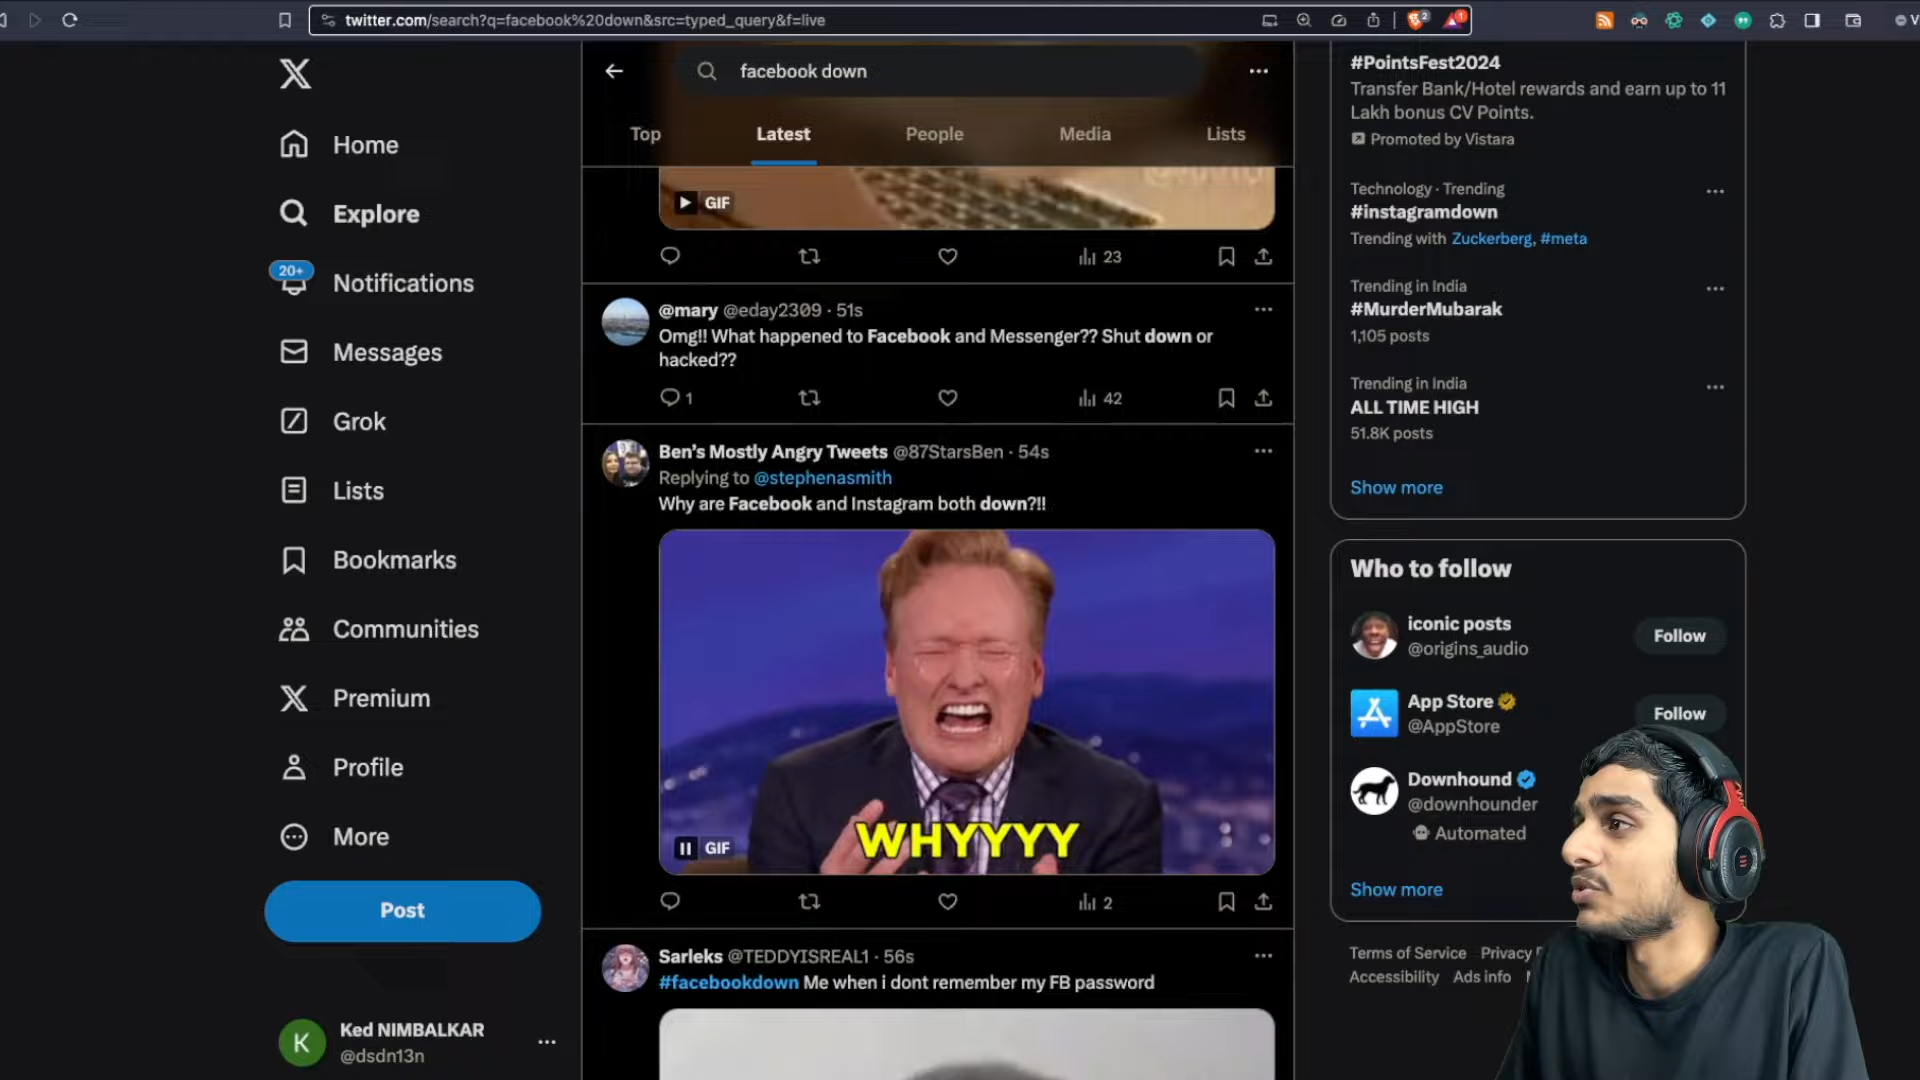 twitter.com/search?q=facebook%20down&src=typed_query&f=live
2
1
Home
Explore
20+
Notifications
Messages
Grok
Lists
Bookmarks
Communities
Premium
Profile
More
Post
K
Ked NIMBALKAR
@dsdn13n
facebook down
Top
Latest
People
Media
Lists
GIF
23
@mary @eday2309 · 51s
Omg!! What happened to Facebook and Messenger?? Shut down or
hacked??
1
42
Ben's Mostly Angry Tweets @87StarsBen · 54s
Replying to @stephenasmith
Why are Facebook and Instagram both down?!!
WHYYYY
GIF
2
Sarleks @TEDDYISREAL1 · 56s
#facebookdown Me when i dont remember my FB password
#PointsFest2024
Transfer Bank/Hotel rewards and earn up to 11
Lakh bonus CV Points.
Promoted by Vistara
Technology · Trending
#instagramdown
Trending with Zuckerberg, #meta
Trending in India
#MurderMubarak
1,105 posts
Trending in India
ALL TIME HIGH
51.8K posts
Show more
Who to follow
iconic posts
@origins_audio
Follow
App Store
@AppStore
Follow
Downhound
@downhounder
Automated
Show more
Terms of Service Privacy
Accessibility Ads info